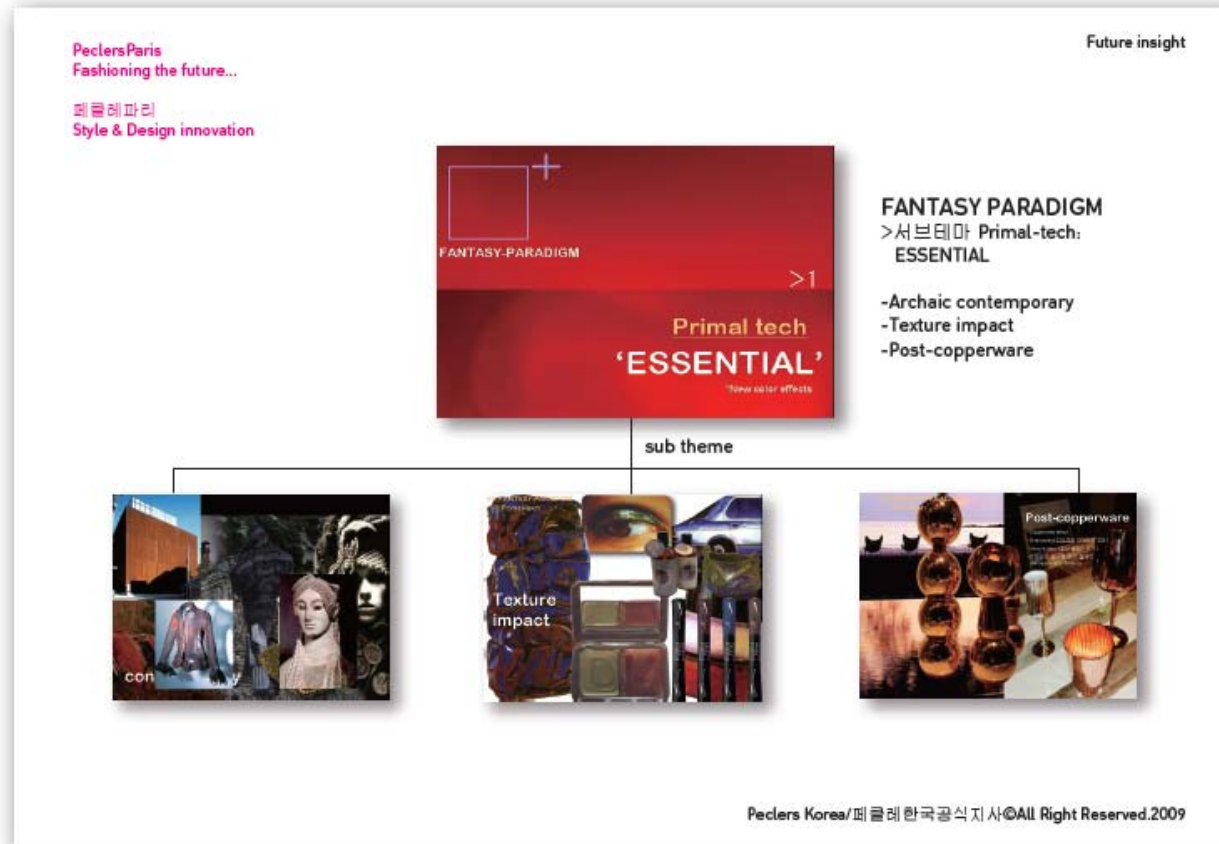 PeclersParis
Fashioning the future...
페클레파리
Style & Design innovation
Future insight
FANTASY-PARADIGM
>1
Primal tech
‘ESSENTIAL’
*New color effects
FANTASY PARADIGM
>서브테마 Primal-tech:
ESSENTIAL
-Archaic contemporary
-Texture impact
-Post-copperware
sub theme
con
y
Texture
impact
Post-copperware
Peclers Korea/페클레한국공식지사©All Right Reserved.2009